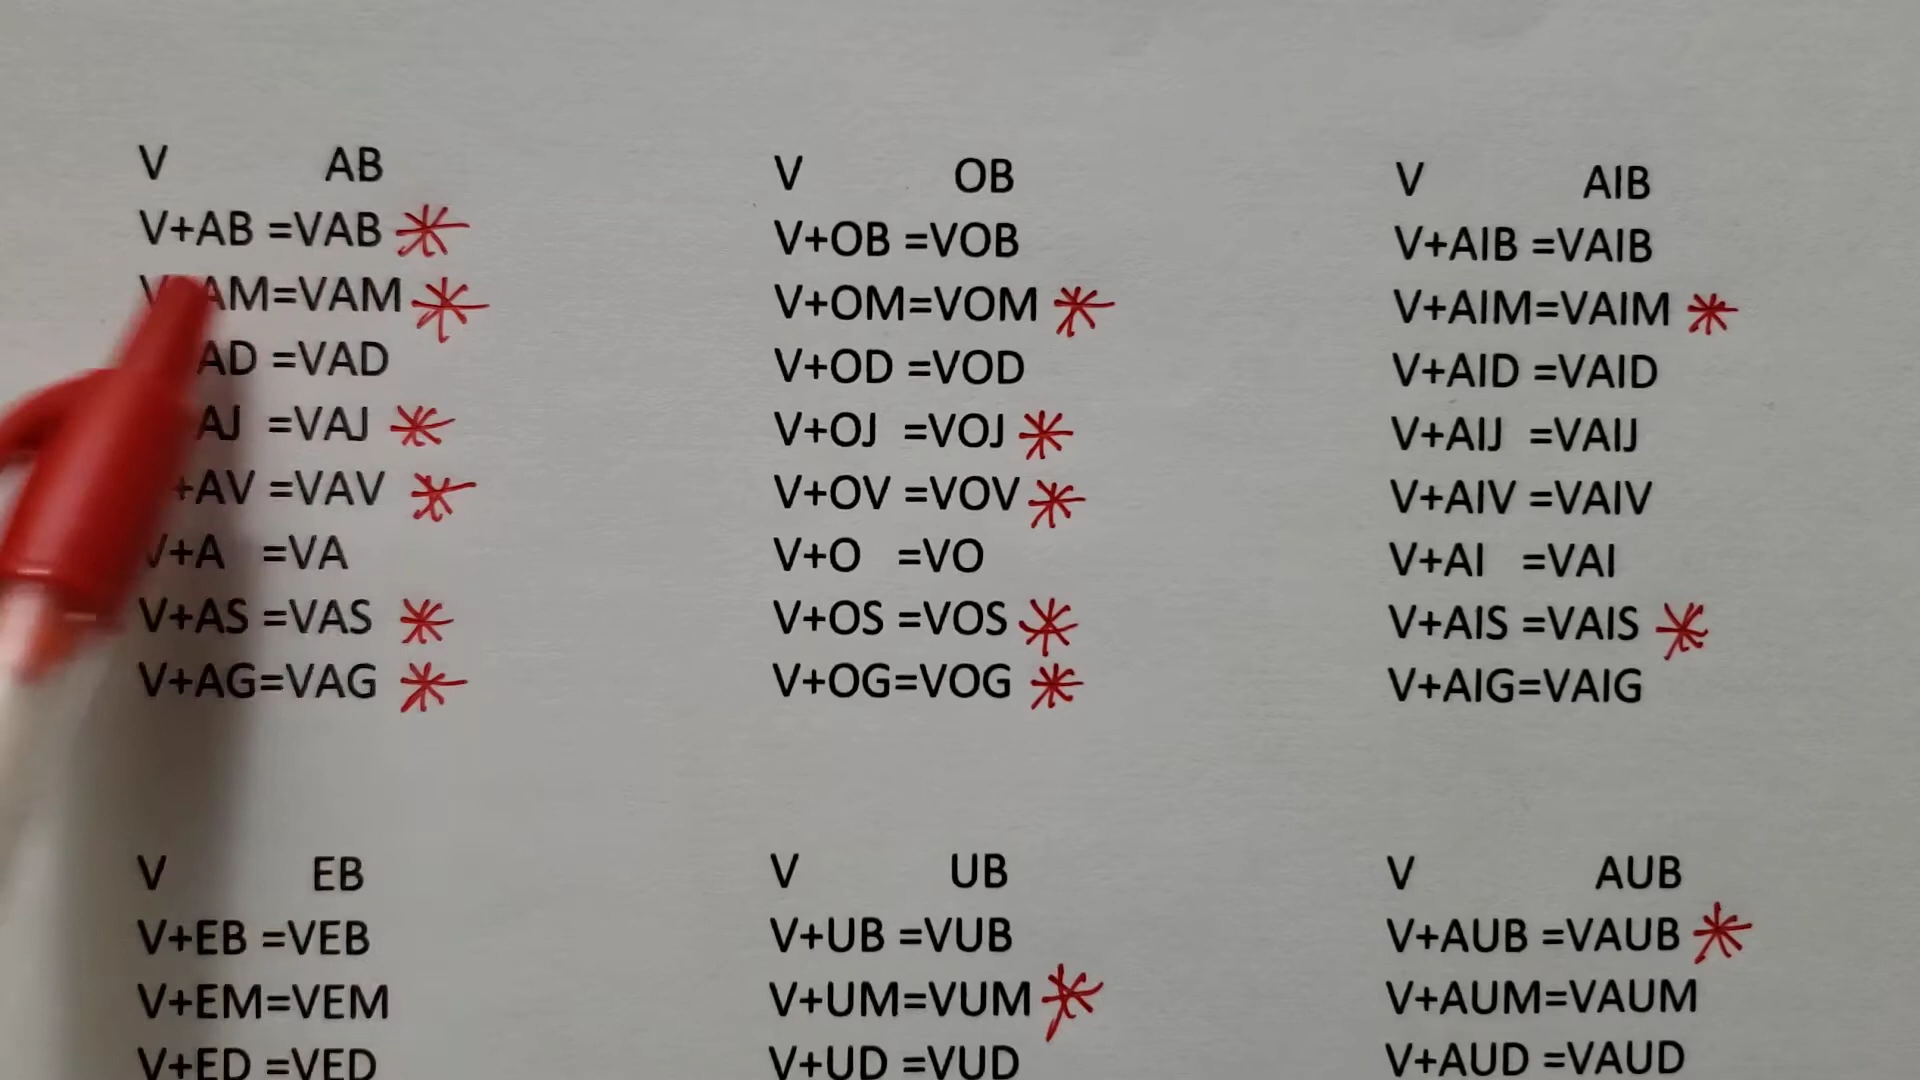 V AB
V+AB =VAB
AM=VAM
AD =VAD
AJ =VAJ
+AV =VAV
V+A =VA
V+AS =VAS
V+AG=VAG
V OB
V+OB =VOB
V+OM=VOM
V+OD =VOD
V+OJ =VOJ
V+OV =VOV
V+O =VO
V+OS =VOS
V+OG=VOG
V AIB
V+AIB =VAIB
V+AIM=VAIM
V+AID =VAID
V+AIJ =VAIJ
V+AIV =VAIV
V+AI =VAI
V+AIS =VAIS
V+AIG=VAIG
V EB
V+EB =VEB
V+EM=VEM
V+ED =VED
V UB
V+UB =VUB
V+UM=VUM
V+UD =VUD
V AUB
V+AUB =VAUB
V+AUM=VAUM
V+AUD =VAUD